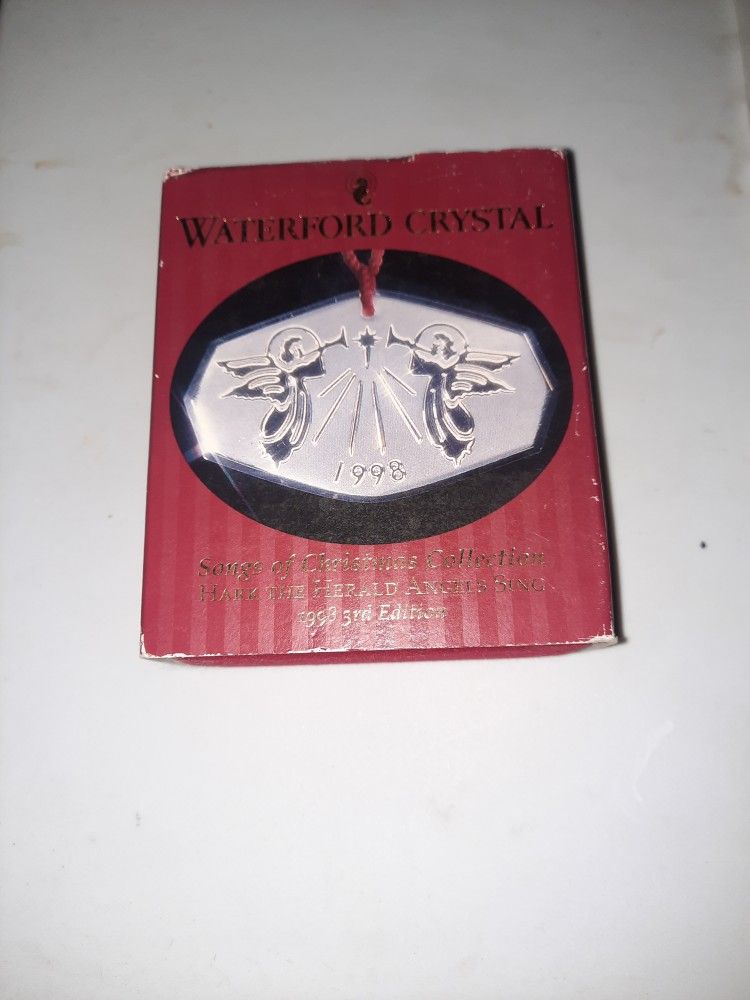 WATERFORD CRYSTAL
1998
Songs of Christmas Collection
HARK THE HERALD ANGELS SING
1998 3rd Edition